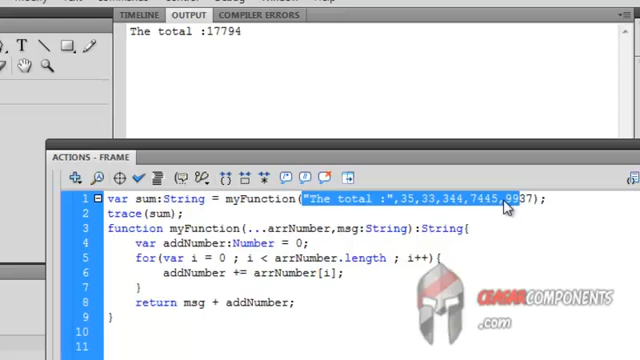 TIMELINE OUTPUT COMPILER ERRORS
The total :17794
ACTIONS - FRAME
1 var sum:String = myFunction("The total :",35,33,344,7445,9937);
2 trace(sum);
3 function myFunction(...arrNumber,msg:String):String{
4 var addNumber:Number = 0;
5 for(var i = 0 ; i < arrNumber.length ; i++){
6 addNumber += arrNumber[i];
7 }
8 return msg + addNumber;
9 }
10
11
CEAGARCOMPONENTS
.com